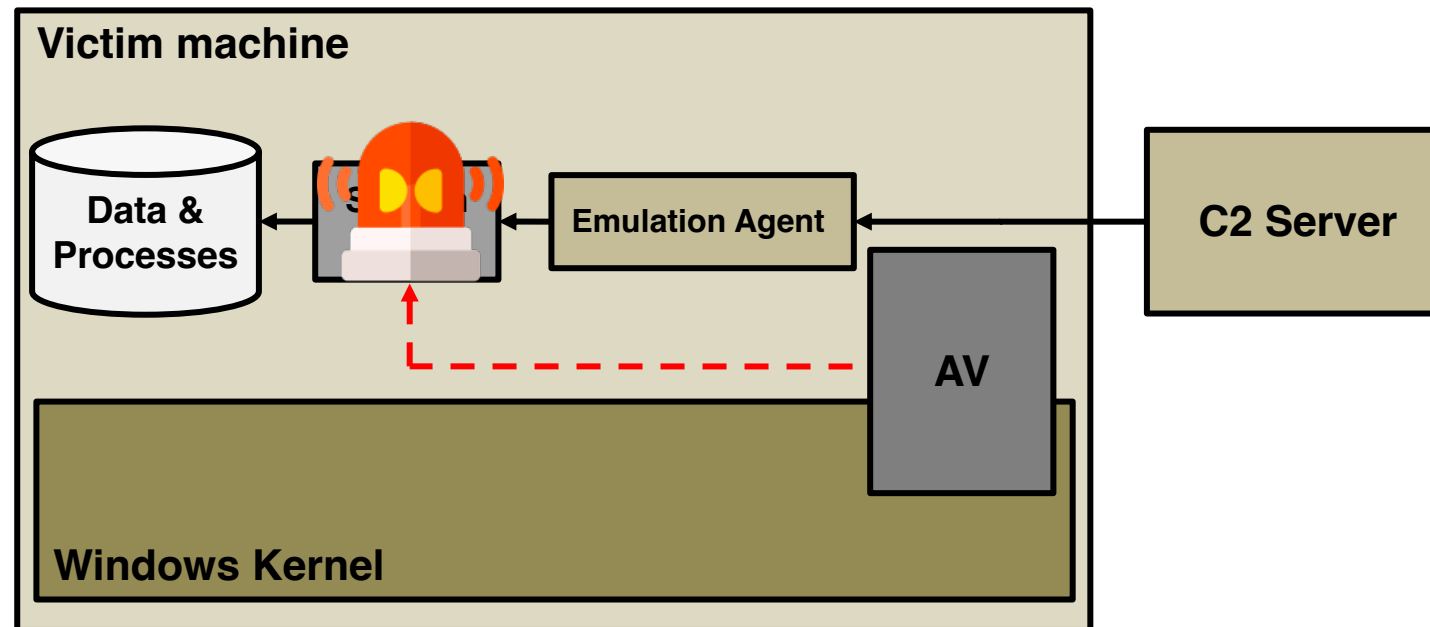 Victim machine
Data &
Processes
Emulation Agent
C2 Server
AV
Windows Kernel